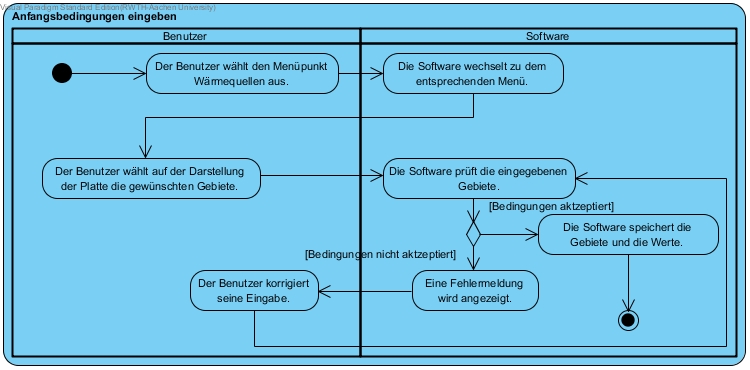 Visual Paradigm Standard Edition(RWTH Aachen University)
Anfangsbedingungen eingeben
Benutzer
Software
Der Benutzer wählt den Menüpunkt
Wärmequellen aus.
Die Software wechselt zu dem
entsprechenden Menü.
Der Benutzer wählt auf der Darstellung
der Platte die gewünschten Gebiete.
Die Software prüft die eingegebenen
Gebiete.
[Bedingungen aktzeptiert]
Die Software speichert die
Gebiete und die Werte.
[Bedingungen nicht aktzeptiert]
Der Benutzer korrigiert
seine Eingabe.
Eine Fehlermeldung
wird angezeigt.